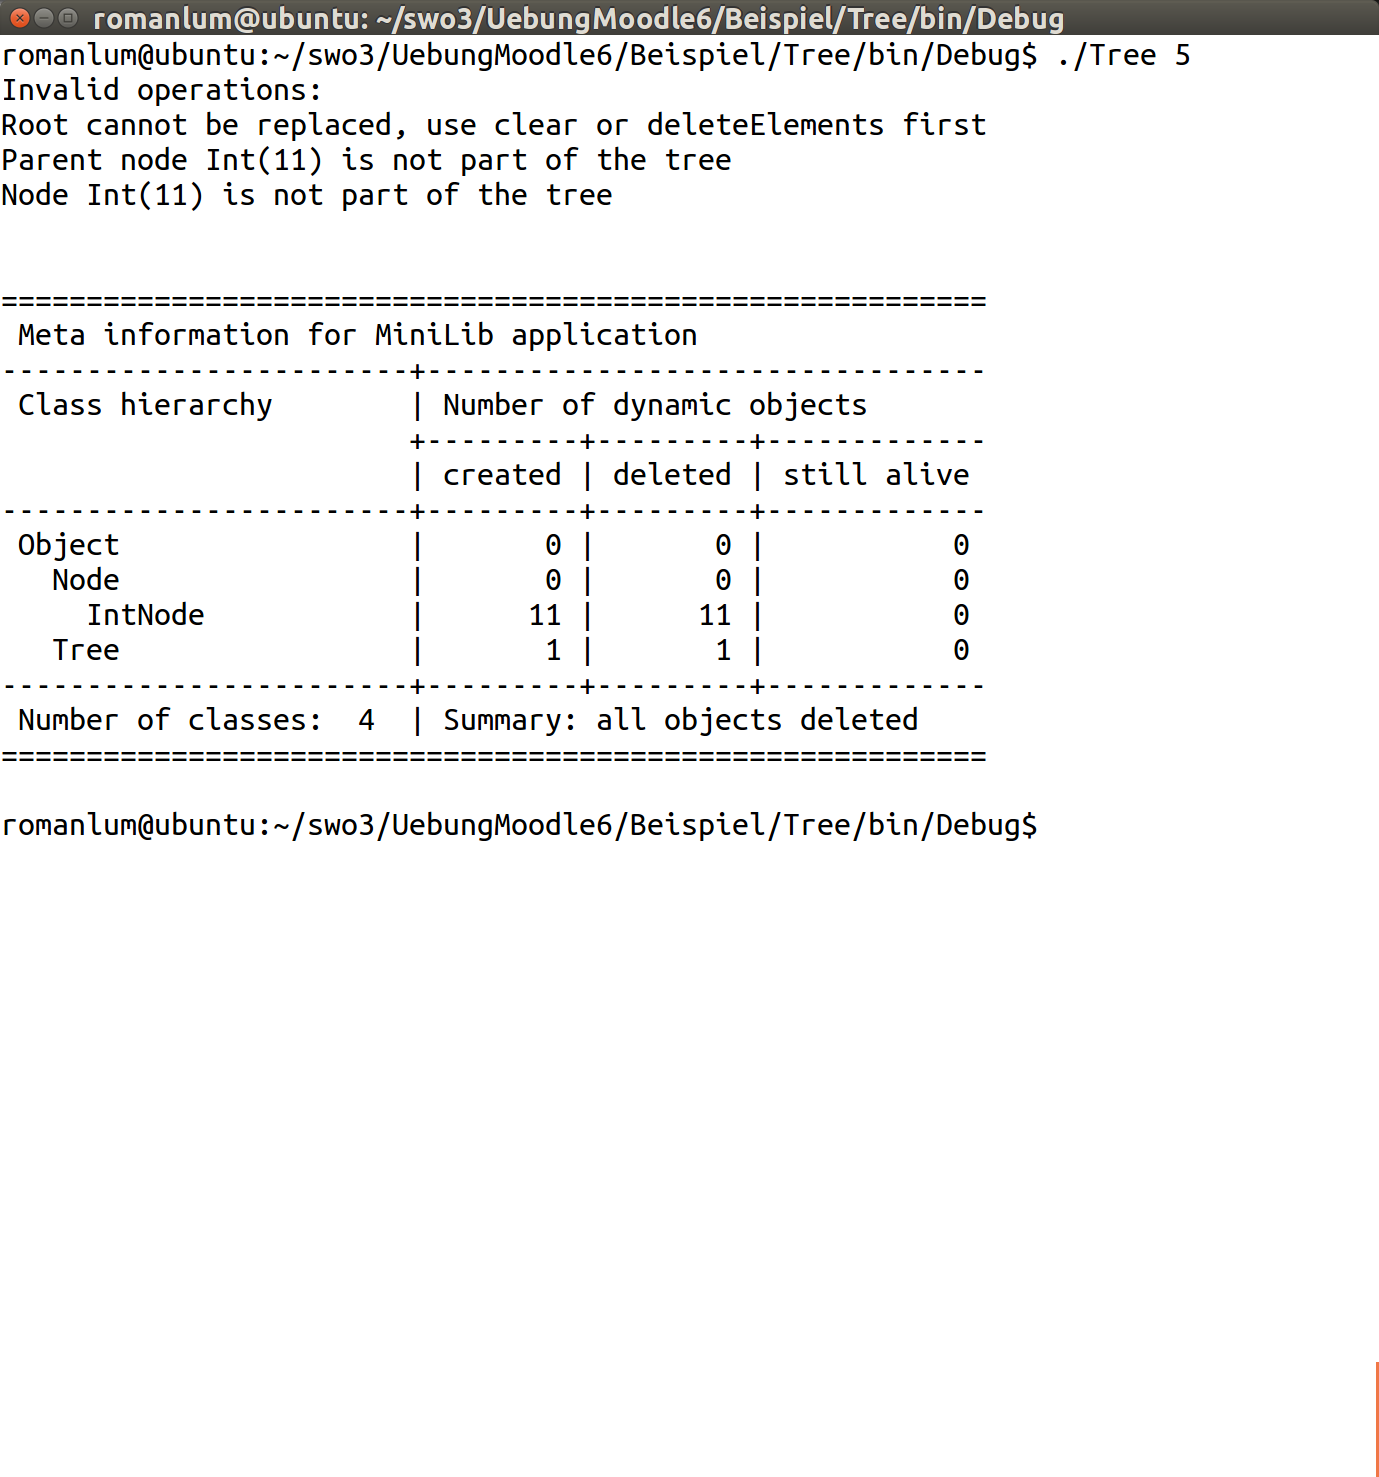 romanlum@ubuntu: ~/swo3/UebungMoodle6/Beispiel/Tree/bin/Debug
romanlum@ubuntu:~/swo3/UebungMoodle6/Beispiel/Tree/bin/Debug$ ./Tree 5
Invalid operations:
Root cannot be replaced, use clear or deleteElements first
Parent node Int(11) is not part of the tree
Node Int(11) is not part of the tree
==========================================================
 Meta information for MiniLib application
------------------------+---------------------------------
 Class hierarchy        | Number of dynamic objects
                        +---------+---------+-------------
                        | created | deleted | still alive
------------------------+---------+---------+-------------
 Object                 |       0 |       0 |           0
   Node                 |       0 |       0 |           0
     IntNode            |      11 |      11 |           0
   Tree                 |       1 |       1 |           0
------------------------+---------+---------+-------------
 Number of classes:  4  | Summary: all objects deleted
==========================================================
romanlum@ubuntu:~/swo3/UebungMoodle6/Beispiel/Tree/bin/Debug$